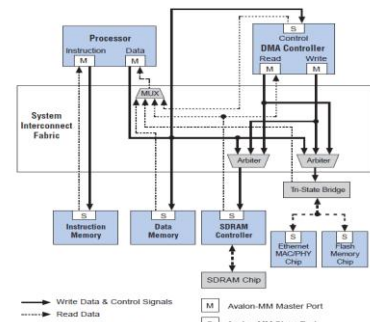 S
Control
Processor
DMA Controller
Instruction
Data
Read
Write
M
M
M
M
MUX
System
Interconnect
Fabric
Arbiter
Arbiter
Tri-State Bridge
S
Instruction
Memory
S
Data
Memory
S
SDRAM
Controller
S
Ethernet
MAC/PHY
Chip
S
Flash
Memory
Chip
SDRAM Chip
Write Data & Control Signals
M Avalon-MM Master Port
Read Data